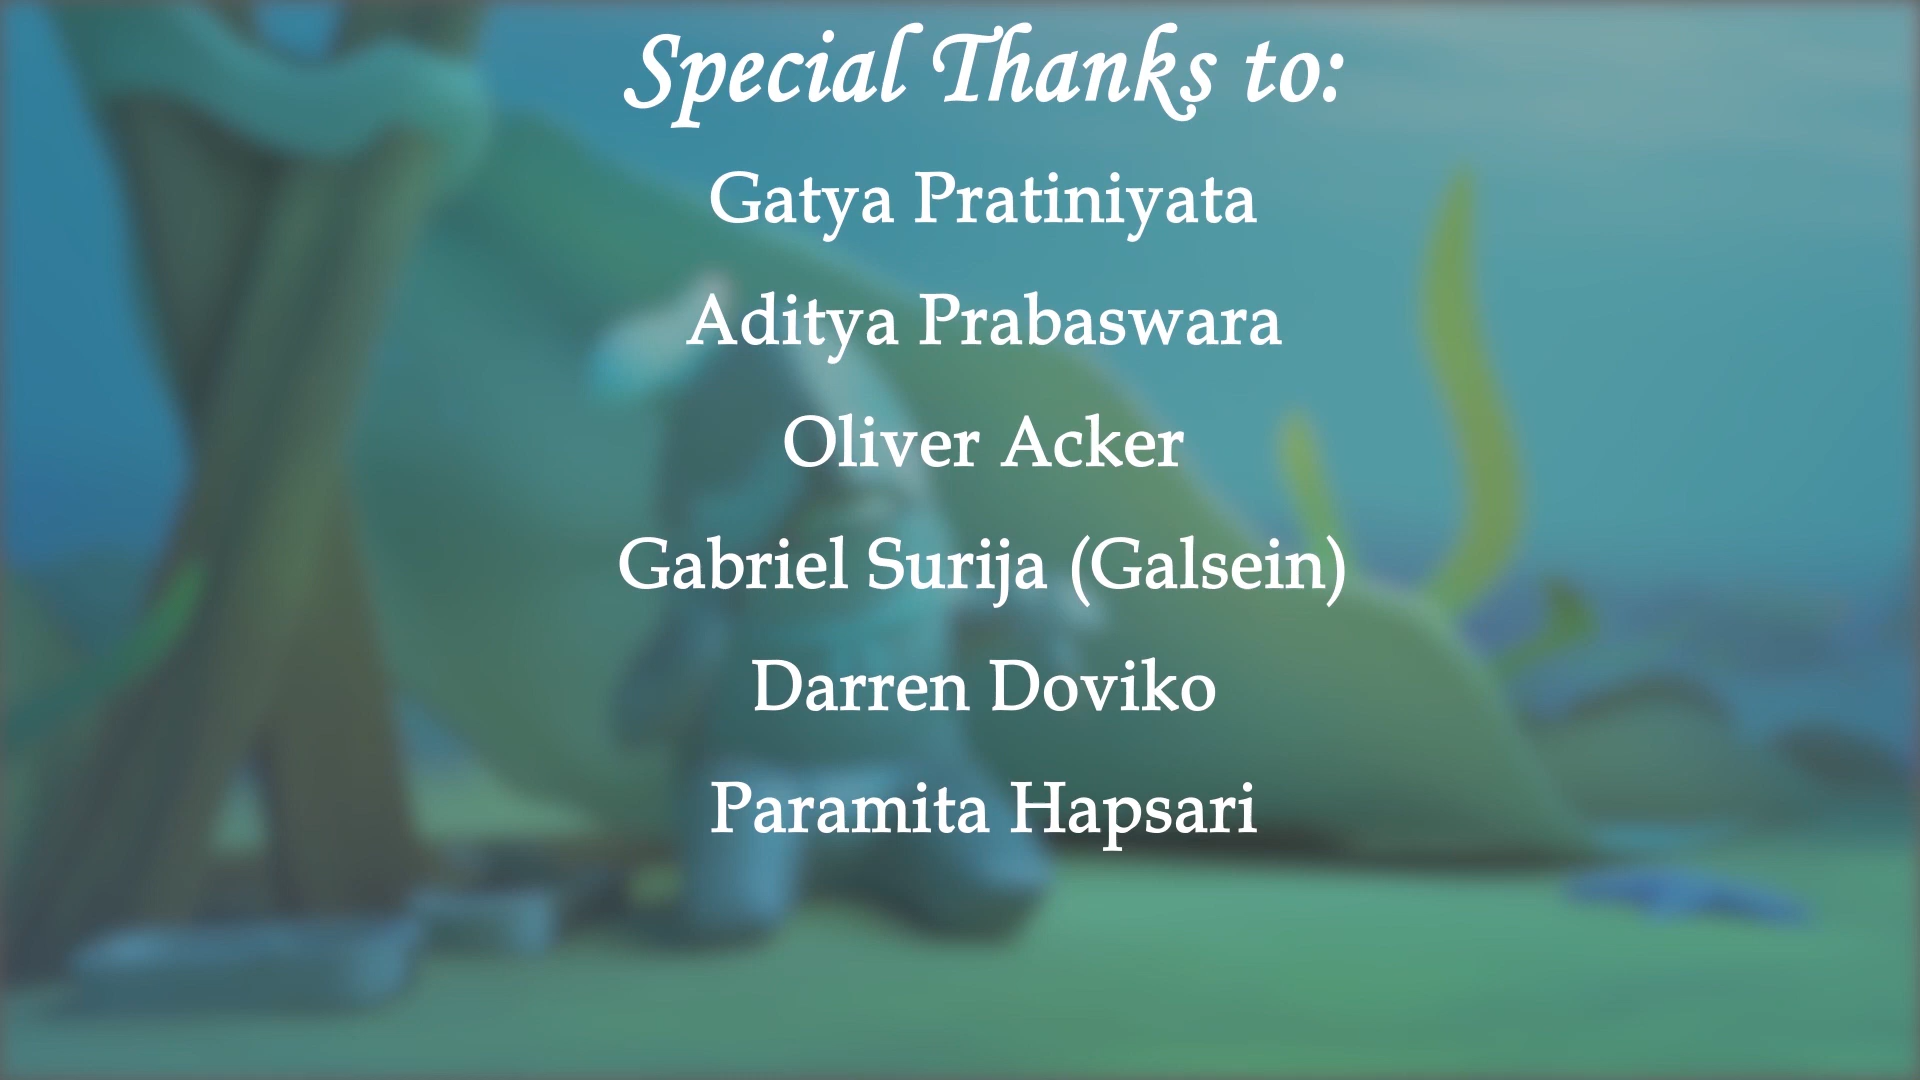 Special Thanks to:
Gatya Pratiniyata
Aditya Prabaswara
Oliver Acker
Gabriel Surija (Galsein)
Darren Doviko
Paramita Hapsari